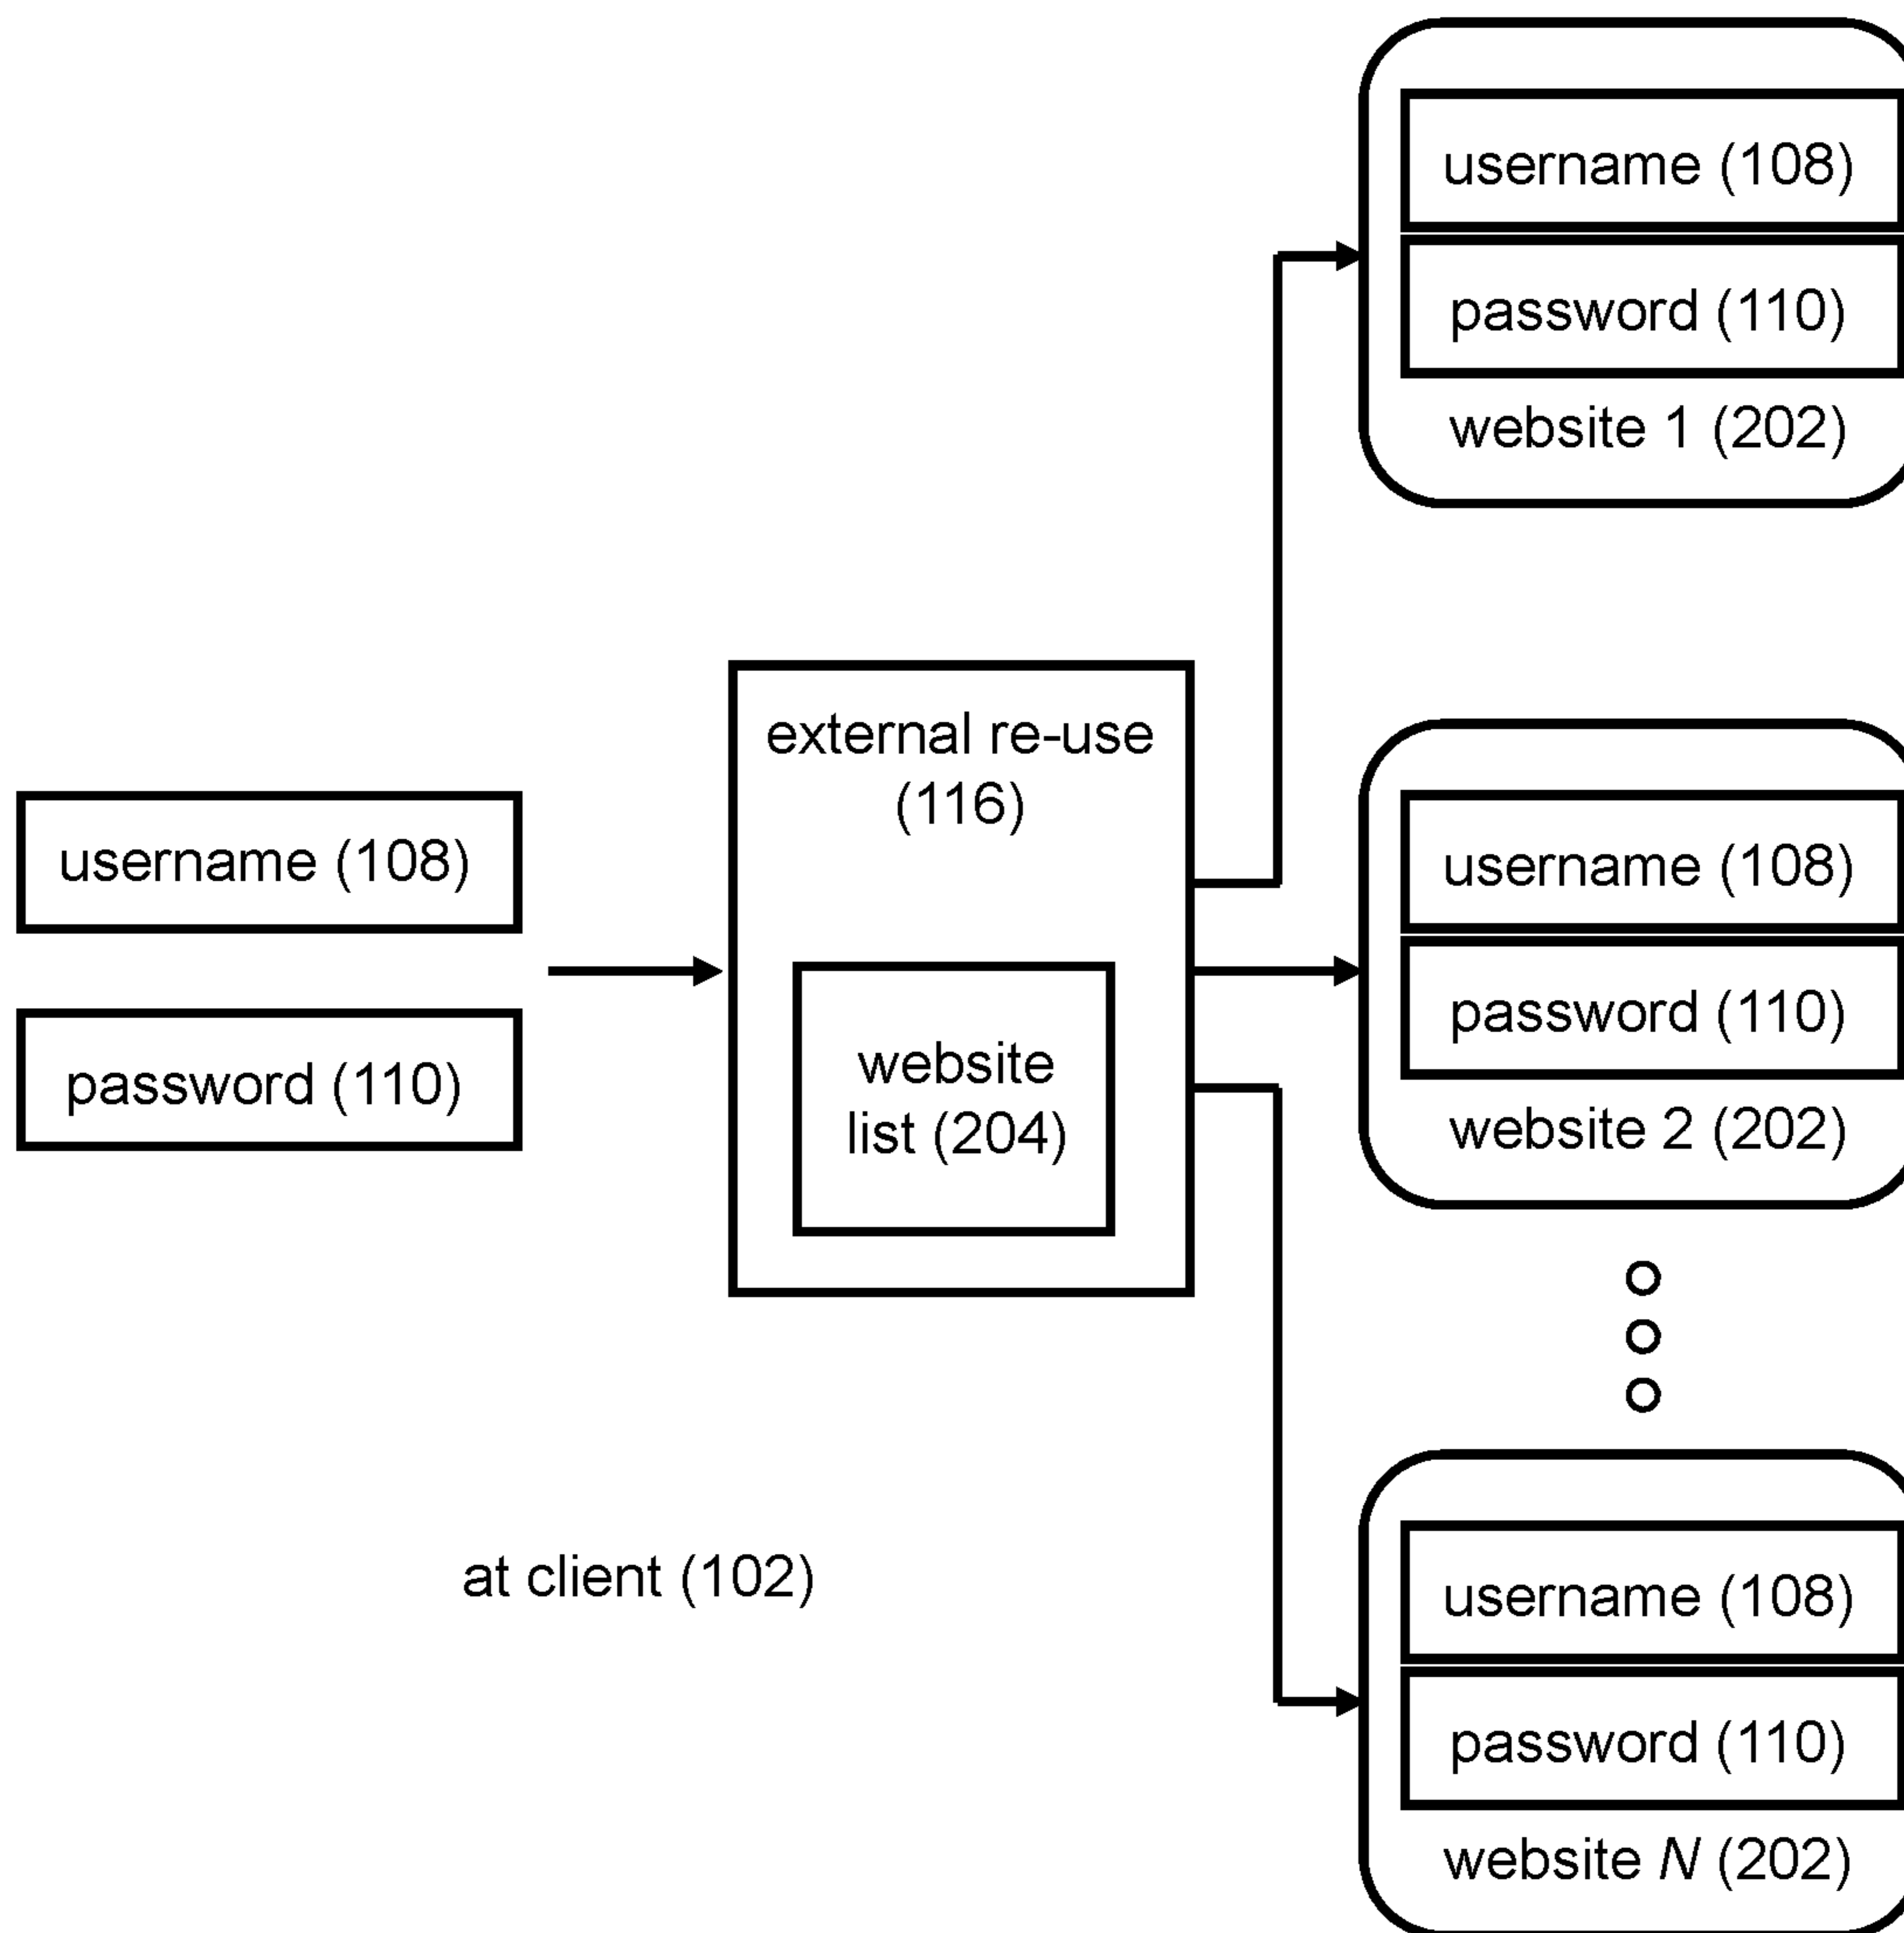 username (108)
password (110)
external re-use
(116)
website
list (204)
at client (102)
username (108)
password (110)
website 1 (202)
username (108)
password (110)
website 2 (202)
username (108)
password (110)
website N (202)